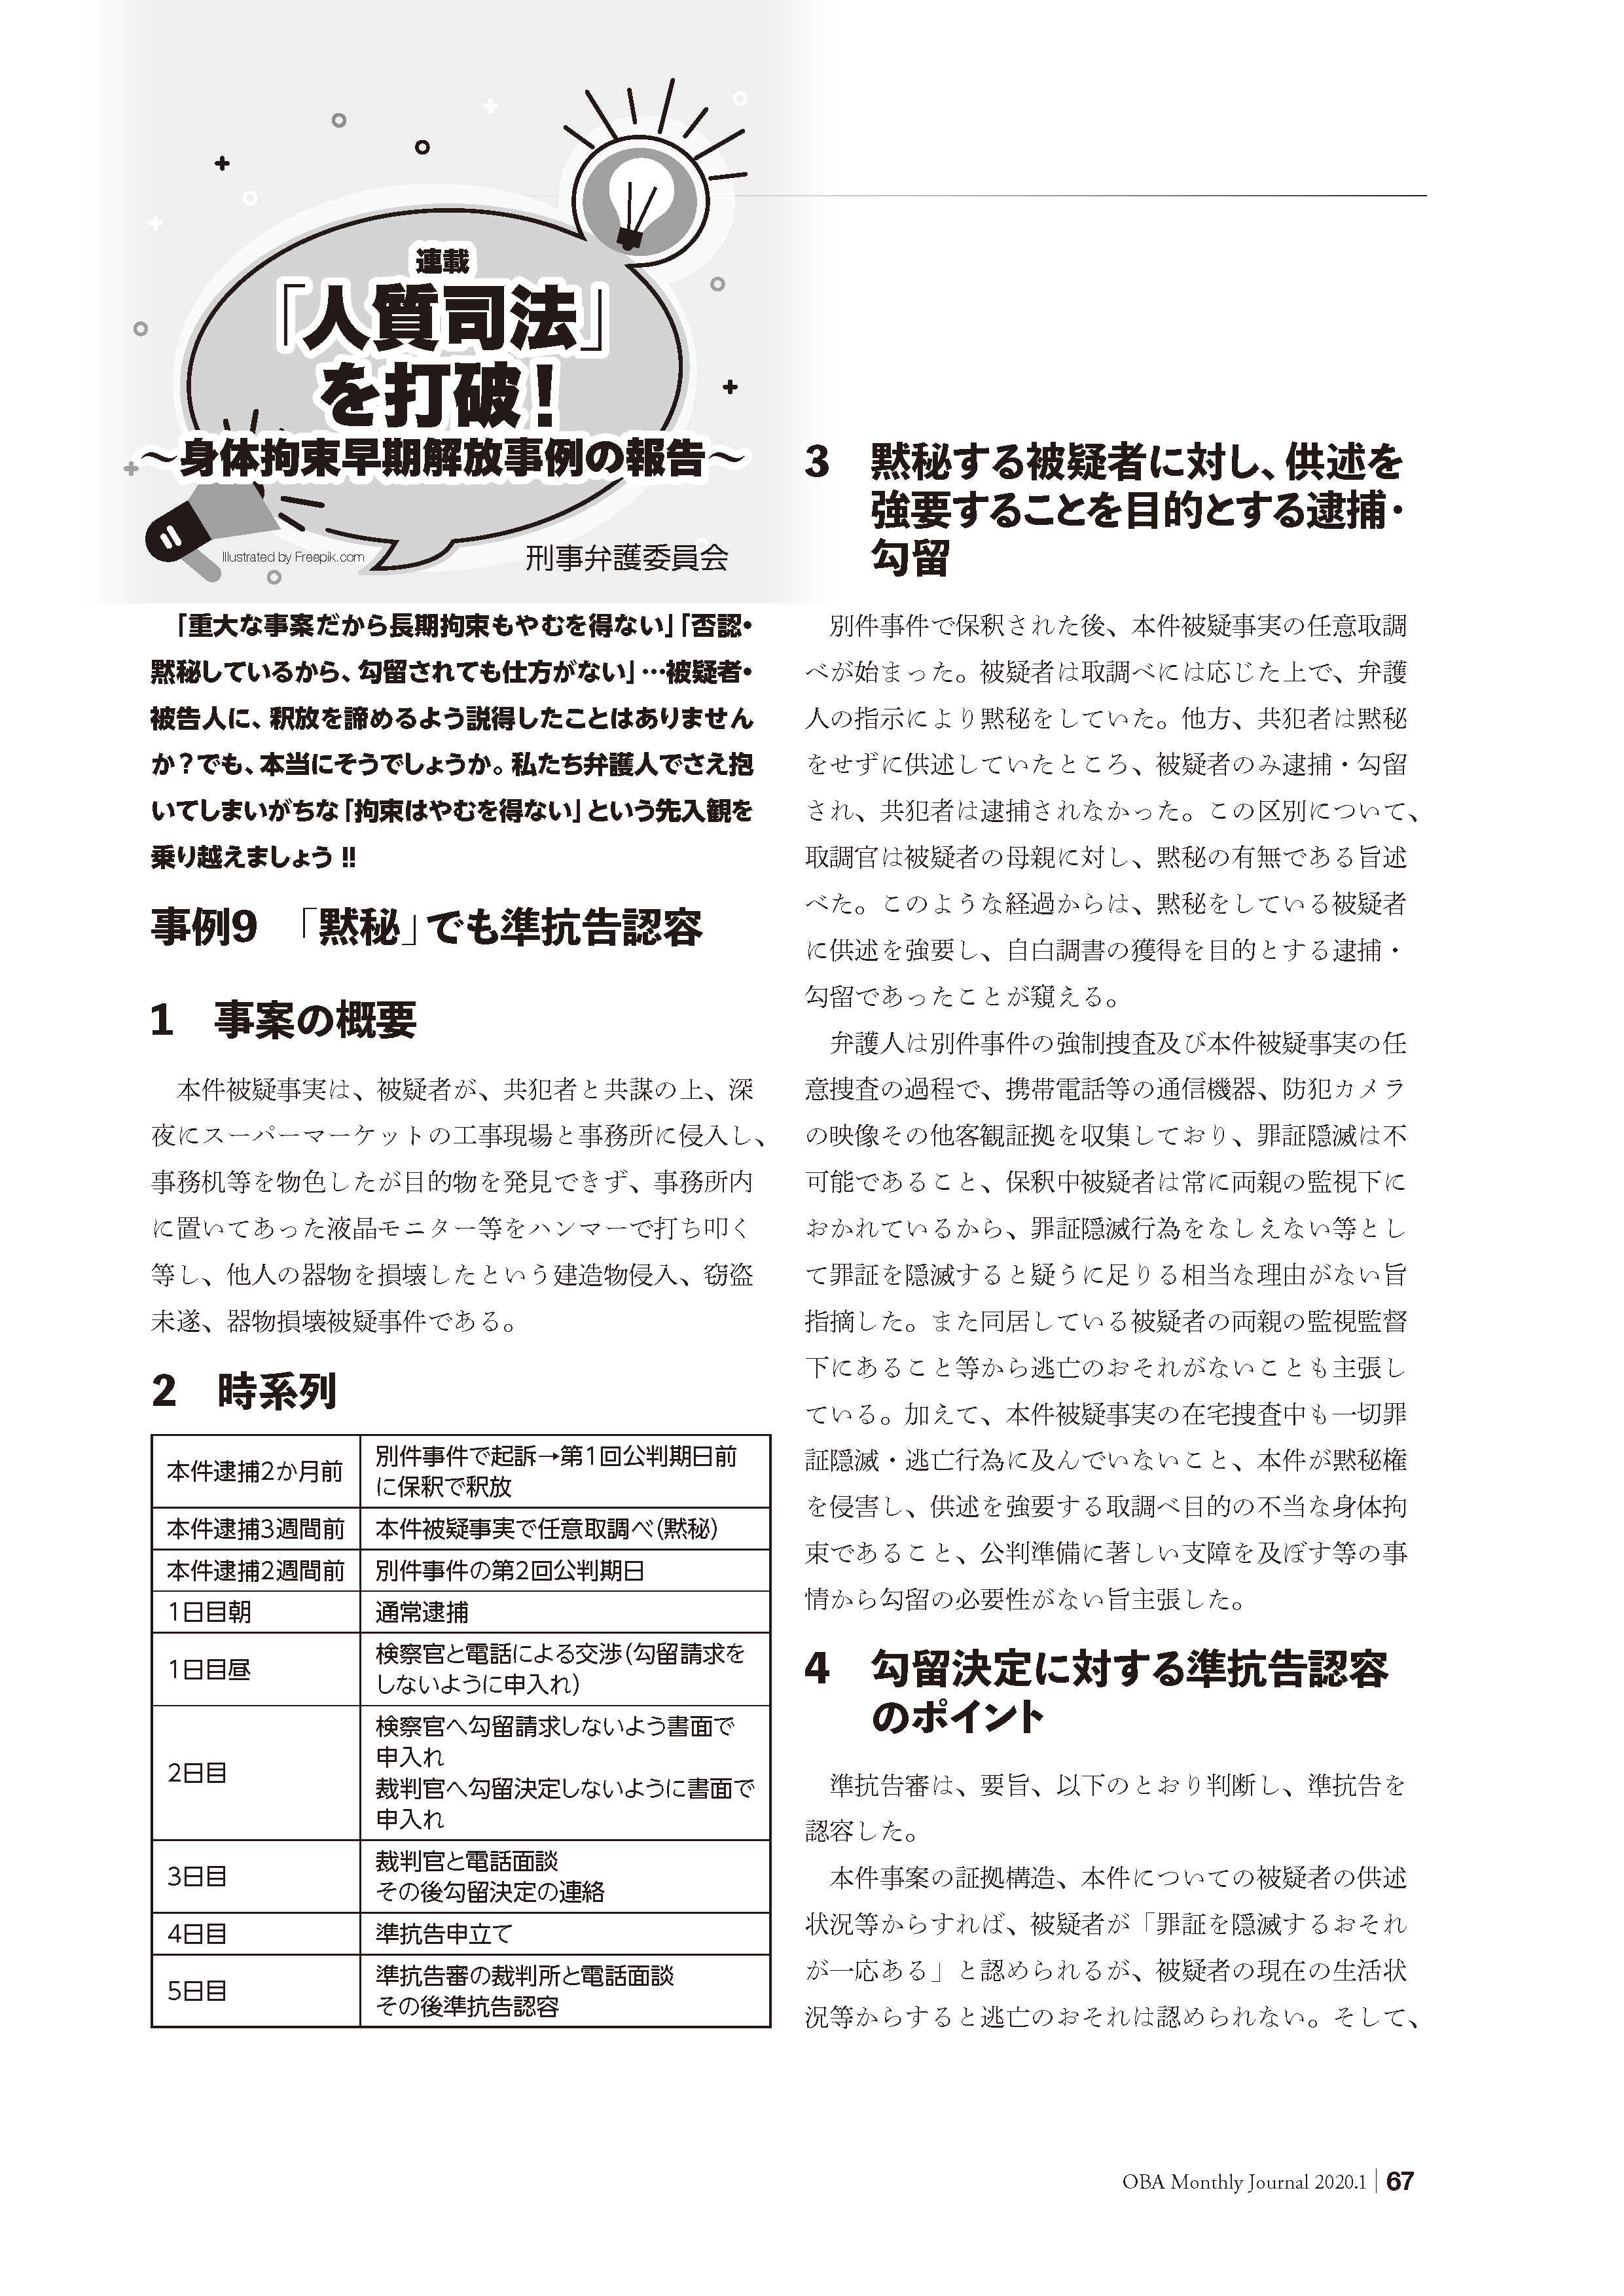 連載
「人質司法」
を打破！
～身体拘束早期解放事例の報告～
Illustrated by Freepik.com
刑事弁護委員会
「重大な事案だから長期拘束もやむを得ない」「否認・
黙秘しているから、勾留されても仕方がない」…被疑者・
被告人に、釈放を諦めるよう説得したことはありません
か？でも、本当にそうでしょうか。私たち弁護人でさえ抱
いてしまいがちな「拘束はやむを得ない」という先入観を
乗り越えましょう!!
事例9　「黙秘」でも準抗告認容
1　事案の概要
本件被疑事実は、被疑者が、共犯者と共謀の上、深
夜にスーパーマーケットの工事現場と事務所に侵入し、
事務机等を物色したが目的物を発見できず、事務所内
に置いてあった液晶モニター等をハンマーで打ち叩く
等し、他人の器物を損壊したという建造物侵入、窃盗
未遂、器物損壊被疑事件である。
2　時系列
本件逮捕2か月前　別件事件で起訴→第1回公判期日前
に保釈で釈放
本件逮捕3週間前　本件被疑事実で任意取調べ（黙秘）
本件逮捕2週間前　別件事件の第2回公判期日
1日目朝　通常逮捕
1日目昼　検察官と電話による交渉（勾留請求を
しないように申入れ）
2日目　検察官へ勾留請求しないよう書面で
申入れ
裁判官へ勾留決定しないように書面で
申入れ
3日目　裁判官と電話面談
その後勾留決定の連絡
4日目　準抗告申立て
5日目　準抗告審の裁判所と電話面談
その後準抗告認容
3　黙秘する被疑者に対し、供述を
強要することを目的とする逮捕・
勾留
別件事件で保釈された後、本件被疑事実の任意取調
べが始まった。被疑者は取調べには応じた上で、弁護
人の指示により黙秘をしていた。他方、共犯者は黙秘
をせずに供述していたところ、被疑者のみ逮捕・勾留
され、共犯者は逮捕されなかった。この区別について、
取調官は被疑者の母親に対し、黙秘の有無である旨述
べた。このような経過からは、黙秘をしている被疑者
に供述を強要し、自白調書の獲得を目的とする逮捕・
勾留であったことが窺える。
弁護人は別件事件の強制捜査及び本件被疑事実の任
意捜査の過程で、携帯電話等の通信機器、防犯カメラ
の映像その他客観証拠を収集しており、罪証隠滅は不
可能であること、保釈中被疑者は常に両親の監視下に
おかれているから、罪証隠滅行為をなしえない等とし
て罪証を隠滅すると疑うに足りる相当な理由がない旨
指摘した。また同居している被疑者の両親の監視監督
下にあること等から逃亡のおそれがないことも主張し
ている。加えて、本件被疑事実の在宅捜査中も一切罪
証隠滅・逃亡行為に及んでいないこと、本件が黙秘権
を侵害し、供述を強要する取調べ目的の不当な身体拘
束であること、公判準備に著しい支障を及ぼす等の事
情から勾留の必要性がない旨主張した。
4　勾留決定に対する準抗告認容
のポイント
準抗告審は、要旨、以下のとおり判断し、準抗告を
認容した。
本件事案の証拠構造、本件についての被疑者の供述
状況等からすれば、被疑者が「罪証を隠滅するおそれ
が一応ある」と認められるが、被疑者の現在の生活状
況等からすると逃亡のおそれは認められない。そして、
OBA Monthly Journal 2020.1 | 67